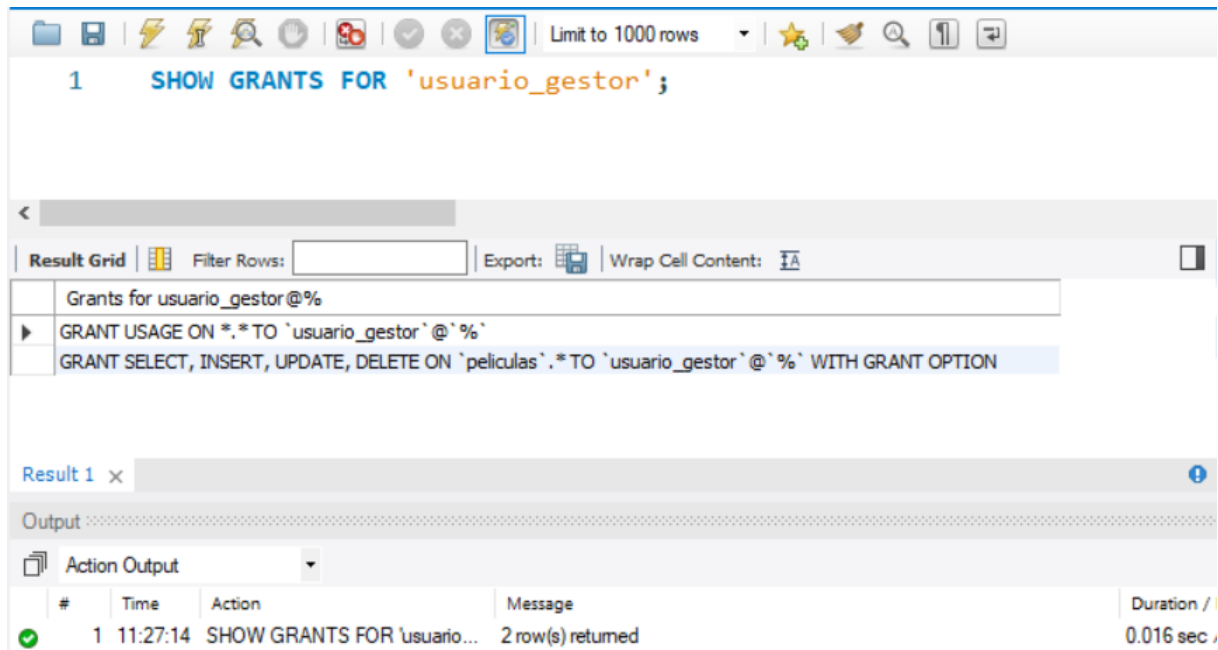 Limit to 1000 rows
1 SHOW GRANTS FOR 'usuario_gestor';
Result Grid Filter Rows: Export: Wrap Cell Content:
Grants for usuario_gestor@%
GRANT USAGE ON *.* TO `usuario_gestor`@`%`
GRANT SELECT, INSERT, UPDATE, DELETE ON `peliculas`.* TO `usuario_gestor`@`%` WITH GRANT OPTION
Result 1
Output
Action Output
# Time Action Message Duration /
1 11:27:14 SHOW GRANTS FOR 'usuario... 2 row(s) returned 0.016 sec /